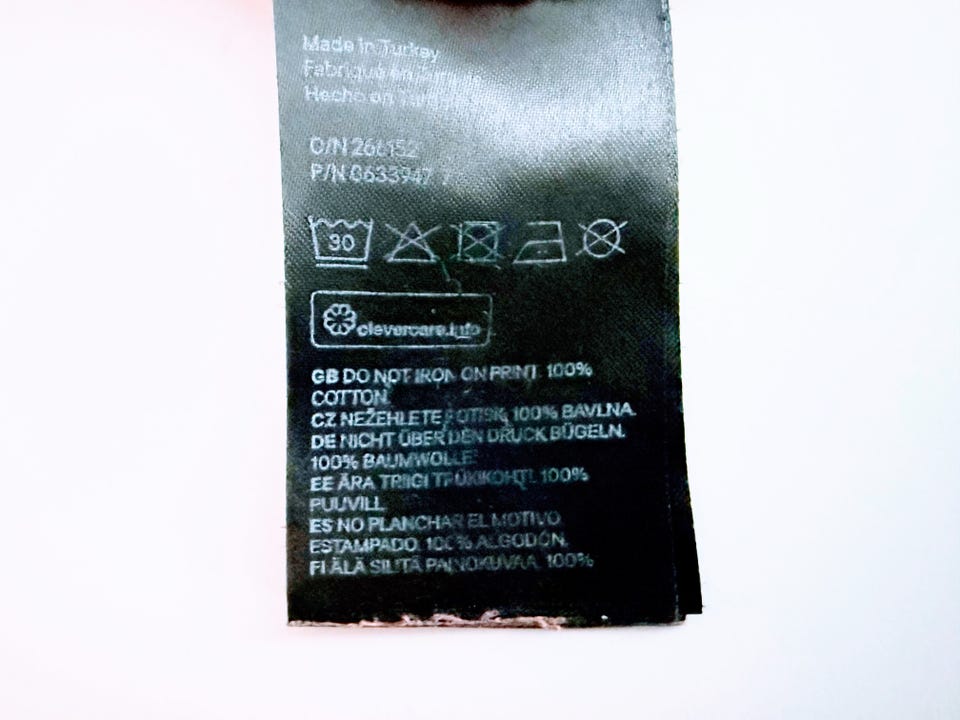 Made in Turkey
Fabriqué en
Hecho en
O/N 266152
P/N 0633947
30
clevercare.info
GB DO NOT IRON ON PRINT. 100%
COTTON.
CZ NEŽEHLETE POTISK, 100% BAVLNA.
DE NICHT ÜBER DEN DRUCK BÜGELN.
100% BAUMWOLLE.
EE ÄRA TRIIGI TRÜKIKOHTI. 100%
PUUVILL.
ES NO PLANCHAR EL MOTIVO
ESTAMPADO. 100% ALGODÓN.
FI ÄLÄ SILITÄ PAINOKUVAA. 100%